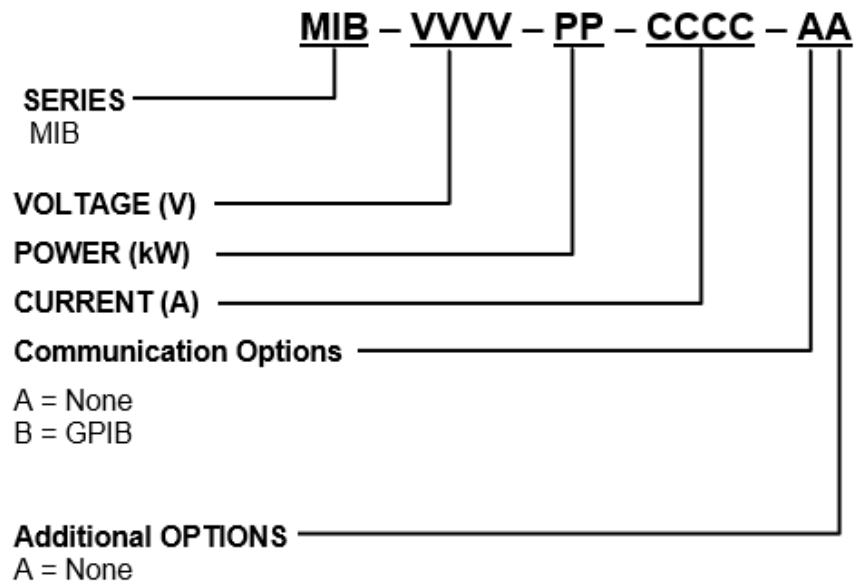 MIB – VVVV – PP – CCCC – AA
SERIES
MIB
VOLTAGE (V)
POWER (kW)
CURRENT (A)
Communication Options
A = None
B = GPIB
Additional OPTIONS
A = None